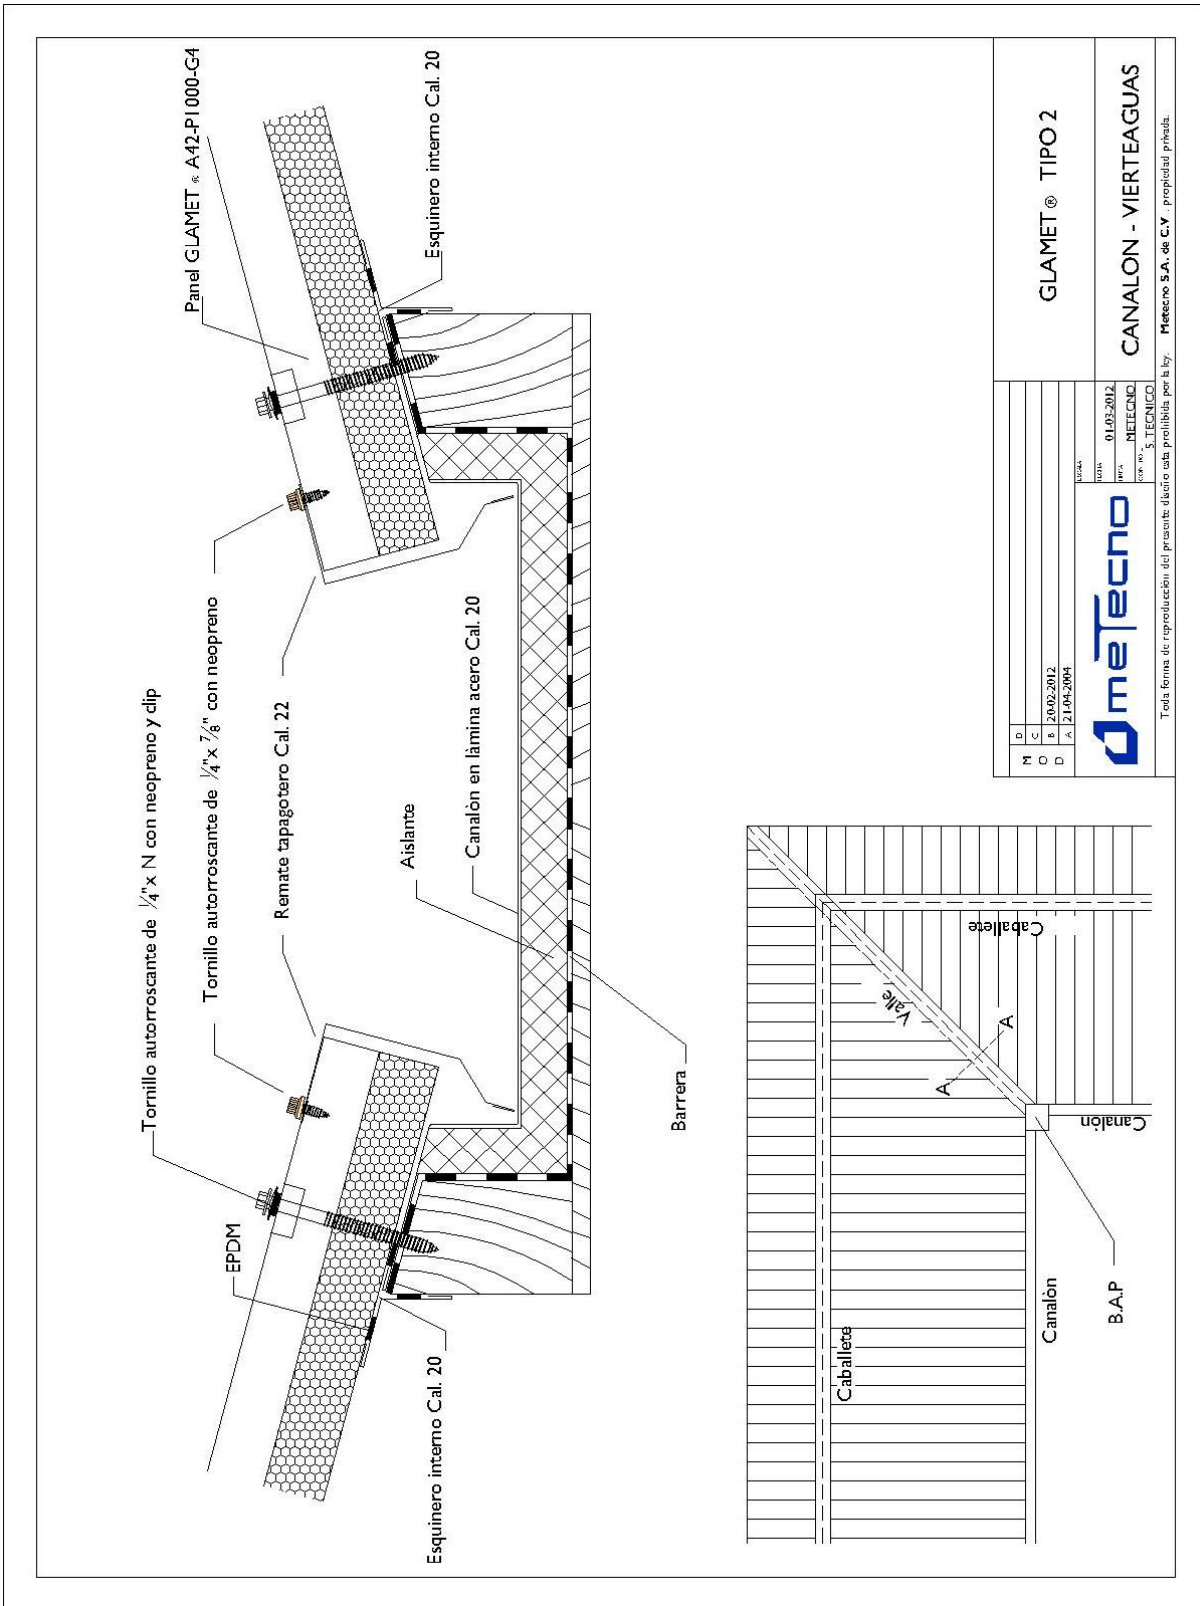 Tornillo autorroscante de ¼"x N con neopreno y clip
Panel GLAMET ® A42-P1000-G4
Tornillo autorroscante de ¼"x ⅞" con neopreno
EPDM
Remate tapagotero Cal. 22
Aislante
Esquinero interno Cal. 20
Esquinero interno Cal. 20
Canalòn en làmina acero Cal. 20
Barrera
Caballete
Valle
Caballete
A
A
Canalòn
Canalòn
B.A.P
M
O
D
D
C
B 20-02-2012
A 21-04-2004
GLAMET ® TIPO 2
meTecno
ESCALA
FECHA 01-03-2012
METECNO
S. TECNICO
CANALON - VIERTEAGUAS
Toda forma de reproducciòn del presente diseño esta prohibida por la ley. Metecno S.A. de C.V. propiedad privada.